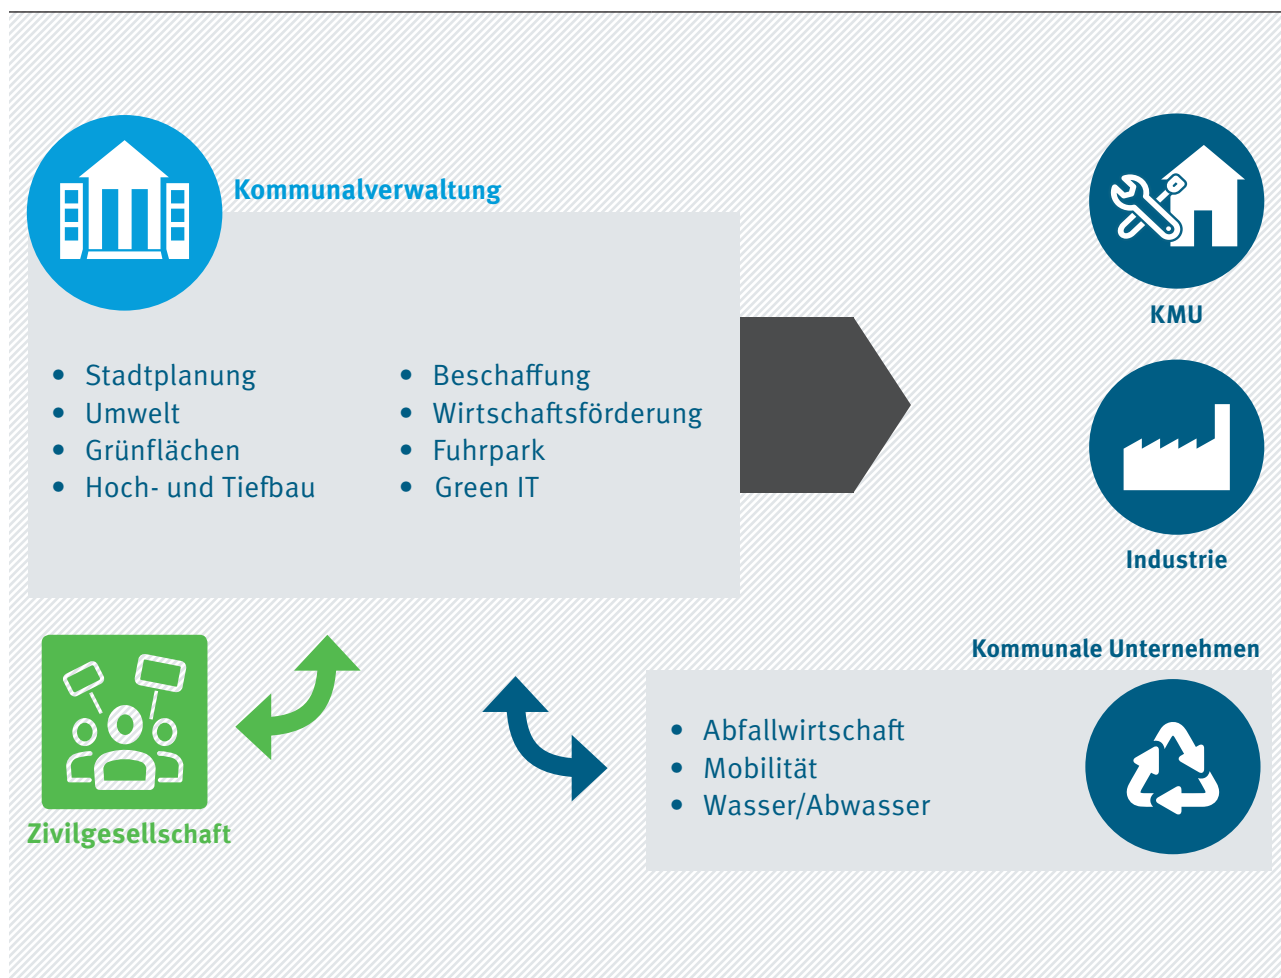 Kommunalverwaltung
• Stadtplanung
• Umwelt
• Grünflächen
• Hoch- und Tiefbau
• Beschaffung
• Wirtschaftsförderung
• Fuhrpark
• Green IT
KMU
Industrie
Zivilgesellschaft
Kommunale Unternehmen
• Abfallwirtschaft
• Mobilität
• Wasser/Abwasser